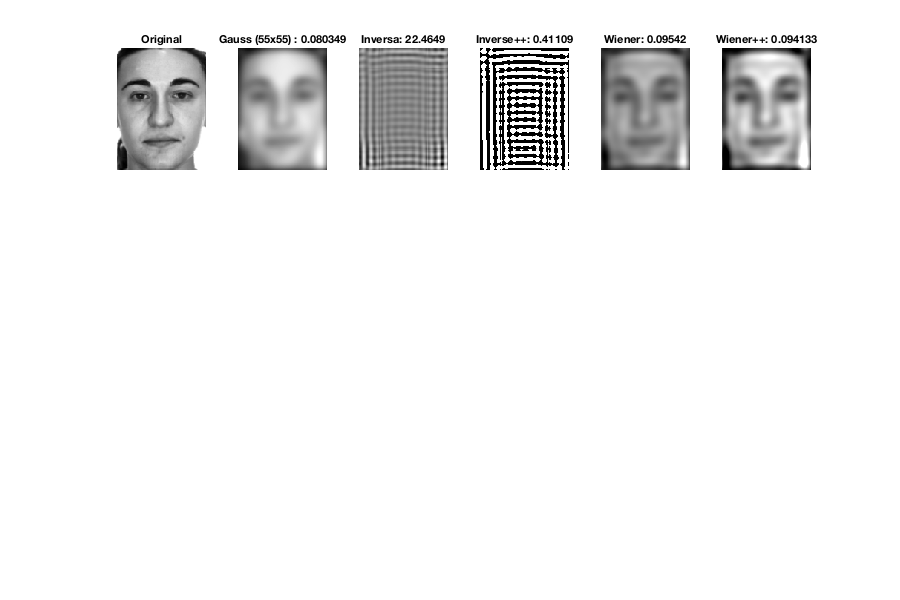 Original
Gauss (55x55) : 0.080349
Inversa: 22.4649
Inverse++: 0.41109
Wiener: 0.09542
Wiener++: 0.094133